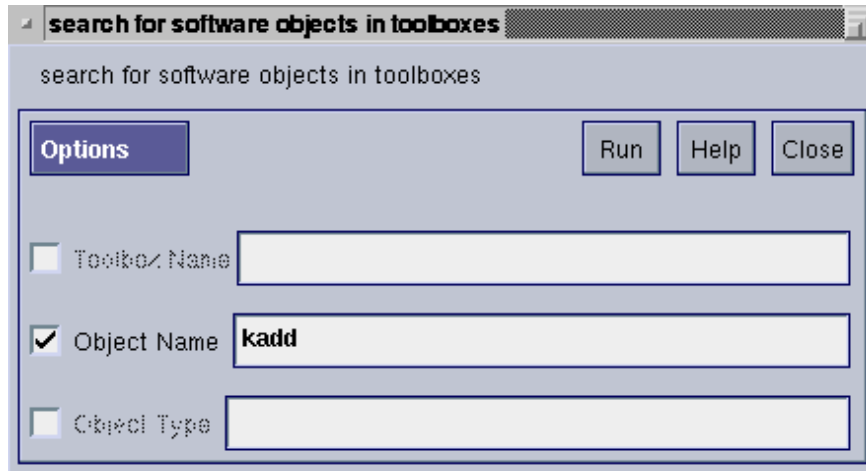 search for software objects in toolboxes
search for software objects in toolboxes
Options Run Help Close
Toolbox Name
Object Name kadd
Object Type